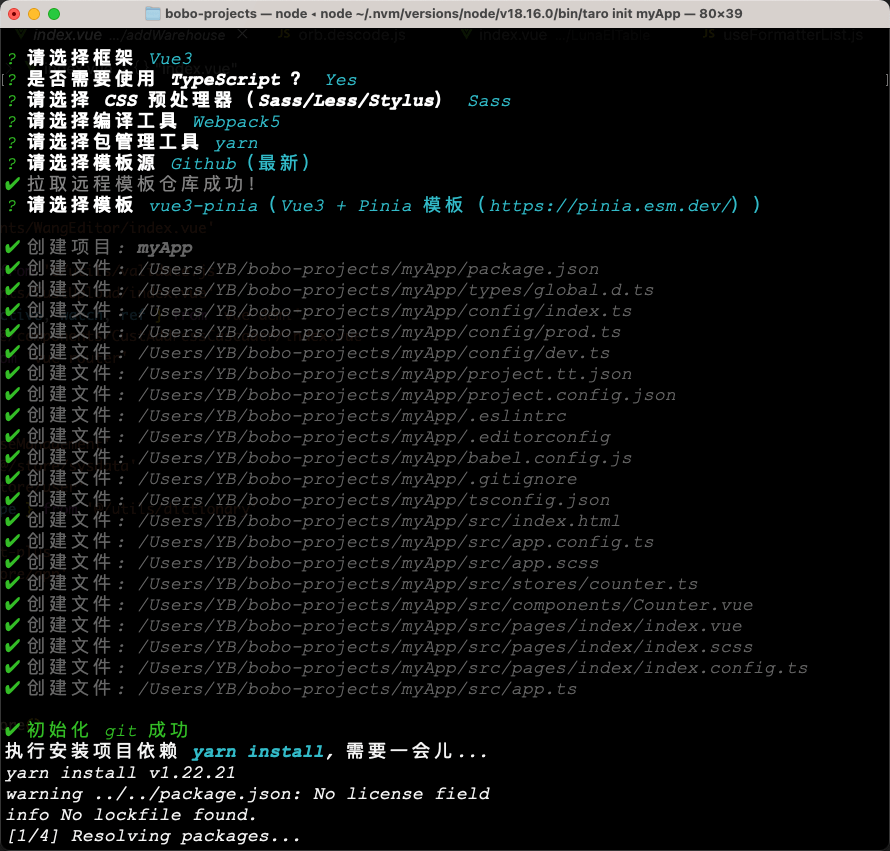 bobo-projects — node ◂ node ~/.nvm/versions/node/v18.16.0/bin/taro init myApp — 80×39
index.vue .../addWarehouse
JS orb.descode.js
index.vue
JS useFormatterList.js
? 请选择框架 Vue3
? 是否需要使用 TypeScript ？ Yes
? 请选择 CSS 预处理器（Sass/Less/Stylus） Sass
? 请选择编译工具 Webpack5
? 请选择包管理工具 yarn
? 请选择模板源 Github（最新）
✔ 拉取远程模板仓库成功！
? 请选择模板 vue3-pinia（Vue3 + Pinia 模板（https://pinia.esm.dev/））
nts/WangEditor/index.vue'
✔ 创建项目: myApp
✔ 创建文件: /Users/YB/bobo-projects/myApp/package.json
✔ 创建文件: /Users/YB/bobo-projects/myApp/types/global.d.ts
✔ 创建文件: /Users/YB/bobo-projects/myApp/config/index.ts
✔ 创建文件: /Users/YB/bobo-projects/myApp/config/prod.ts
✔ 创建文件: /Users/YB/bobo-projects/myApp/config/dev.ts
✔ 创建文件: /Users/YB/bobo-projects/myApp/project.tt.json
✔ 创建文件: /Users/YB/bobo-projects/myApp/project.config.json
✔ 创建文件: /Users/YB/bobo-projects/myApp/.eslintrc
✔ 创建文件: /Users/YB/bobo-projects/myApp/.editorconfig
✔ 创建文件: /Users/YB/bobo-projects/myApp/babel.config.js
✔ 创建文件: /Users/YB/bobo-projects/myApp/.gitignore
✔ 创建文件: /Users/YB/bobo-projects/myApp/tsconfig.json
✔ 创建文件: /Users/YB/bobo-projects/myApp/src/index.html
✔ 创建文件: /Users/YB/bobo-projects/myApp/src/app.config.ts
✔ 创建文件: /Users/YB/bobo-projects/myApp/src/app.scss
✔ 创建文件: /Users/YB/bobo-projects/myApp/src/stores/counter.ts
✔ 创建文件: /Users/YB/bobo-projects/myApp/src/components/Counter.vue
✔ 创建文件: /Users/YB/bobo-projects/myApp/src/pages/index/index.vue
✔ 创建文件: /Users/YB/bobo-projects/myApp/src/pages/index/index.scss
✔ 创建文件: /Users/YB/bobo-projects/myApp/src/pages/index/index.config.ts
✔ 创建文件: /Users/YB/bobo-projects/myApp/src/app.ts
✔ 初始化 git 成功
执行安装项目依赖 yarn install, 需要一会儿...
yarn install v1.22.21
warning ../../package.json: No license field
info No lockfile found.
[1/4] Resolving packages...